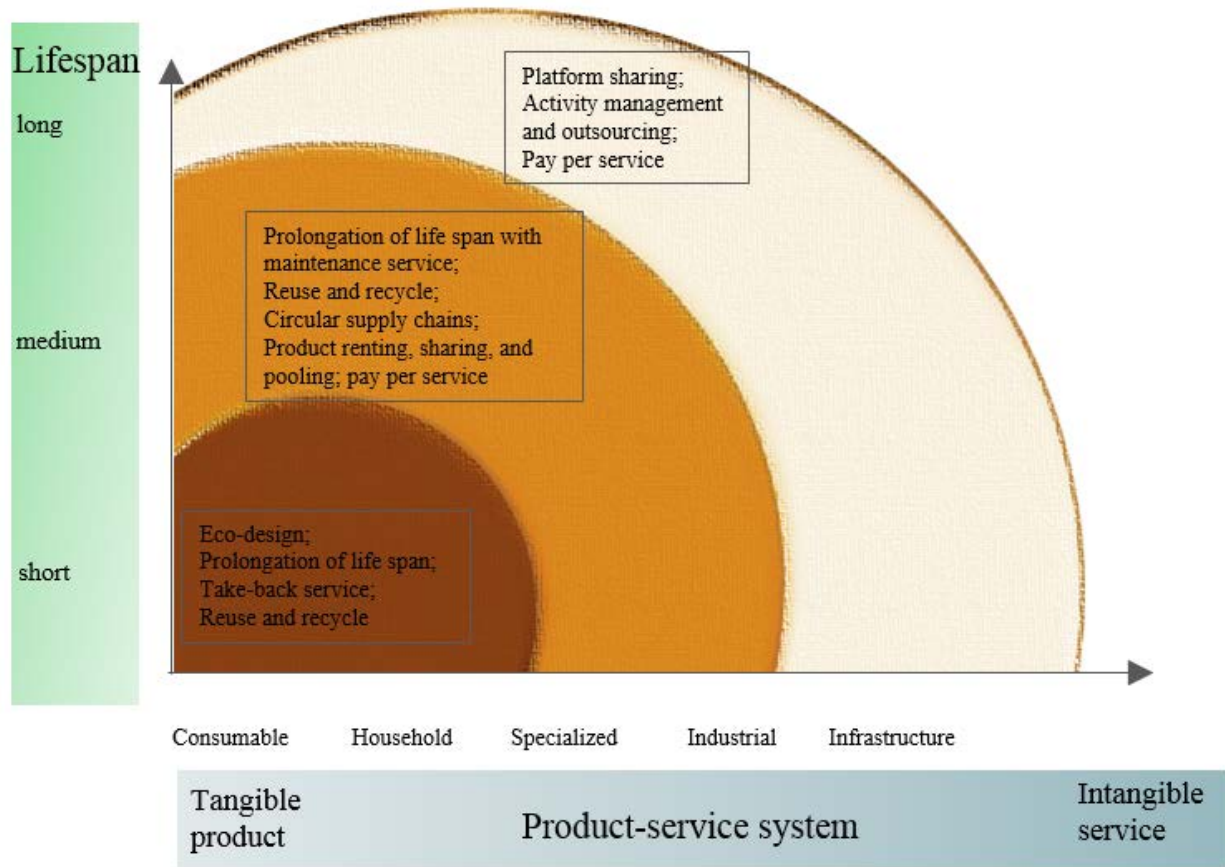 Lifespan
long
medium
short
Platform sharing;
Activity management
and outsourcing;
Pay per service
Prolongation of life span with
maintenance service;
Reuse and recycle;
Circular supply chains;
Product renting, sharing, and
pooling; pay per service
Eco-design;
Prolongation of life span;
Take-back service;
Reuse and recycle
Consumable Household Specialized Industrial Infrastructure
Tangible
product
Product-service system
Intangible
service